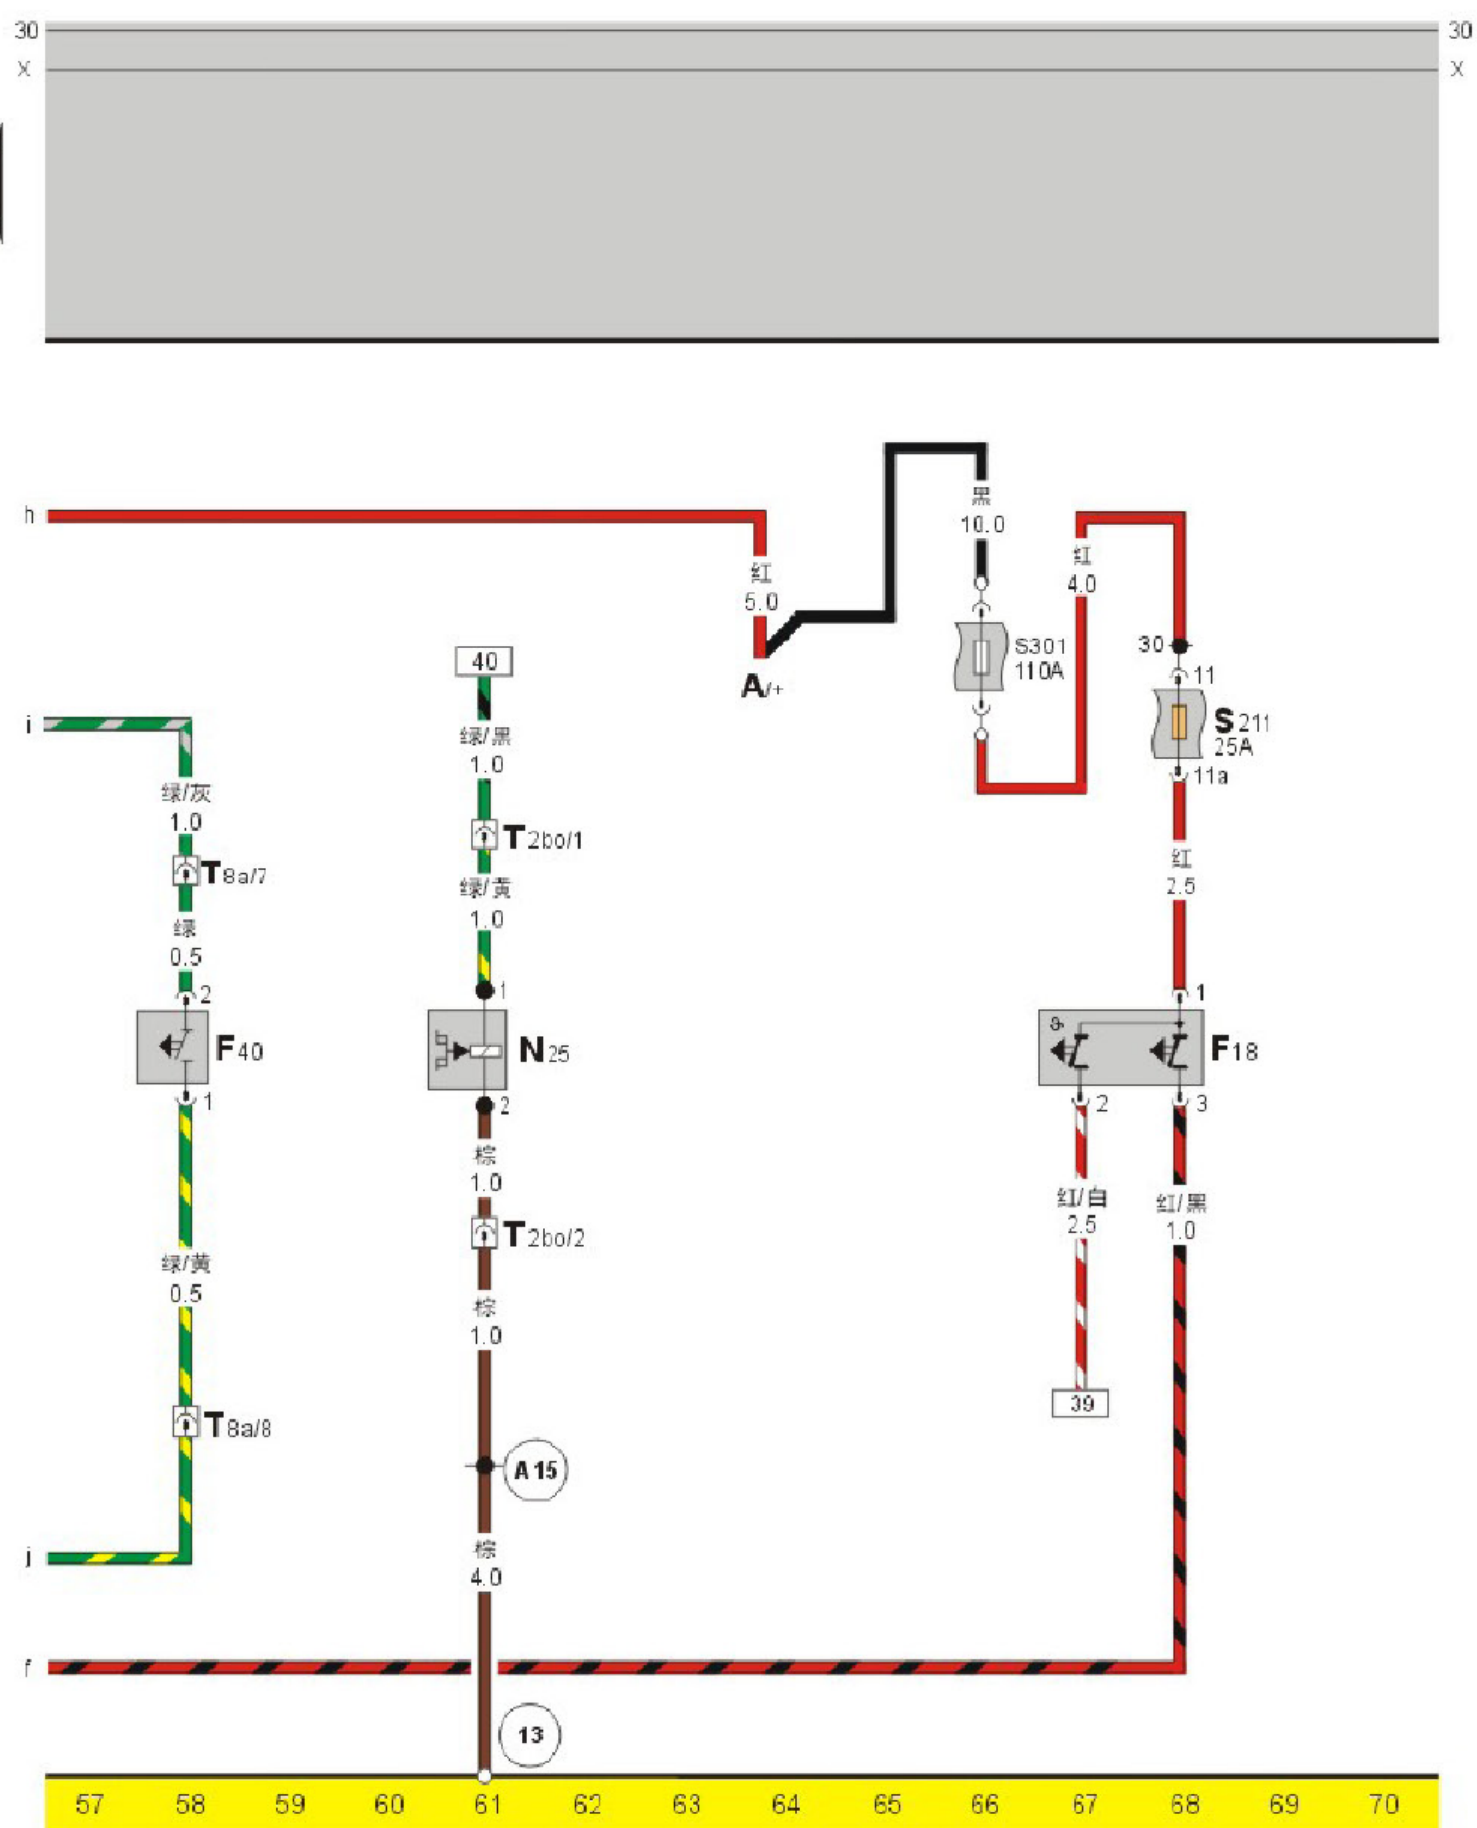 30 30
X X
h
黑
10.0
红
4.0
红
5.0
S301
110A
30
11
40
A/+
S211
25A
11a
i
绿/黑
1.0
绿/灰
1.0
T2bo/1
T8a/7
红
2.5
绿/黄
1.0
绿
0.5
2
1
1
F40
N25
F18
1
2
2
3
棕
1.0
红/白
2.5
红/黑
1.0
T2bo/2
绿/黄
0.5
棕
1.0
39
T8a/8
A15
j
棕
4.0
f
13
57 58 59 60 61 62 63 64 65 66 67 68 69 70